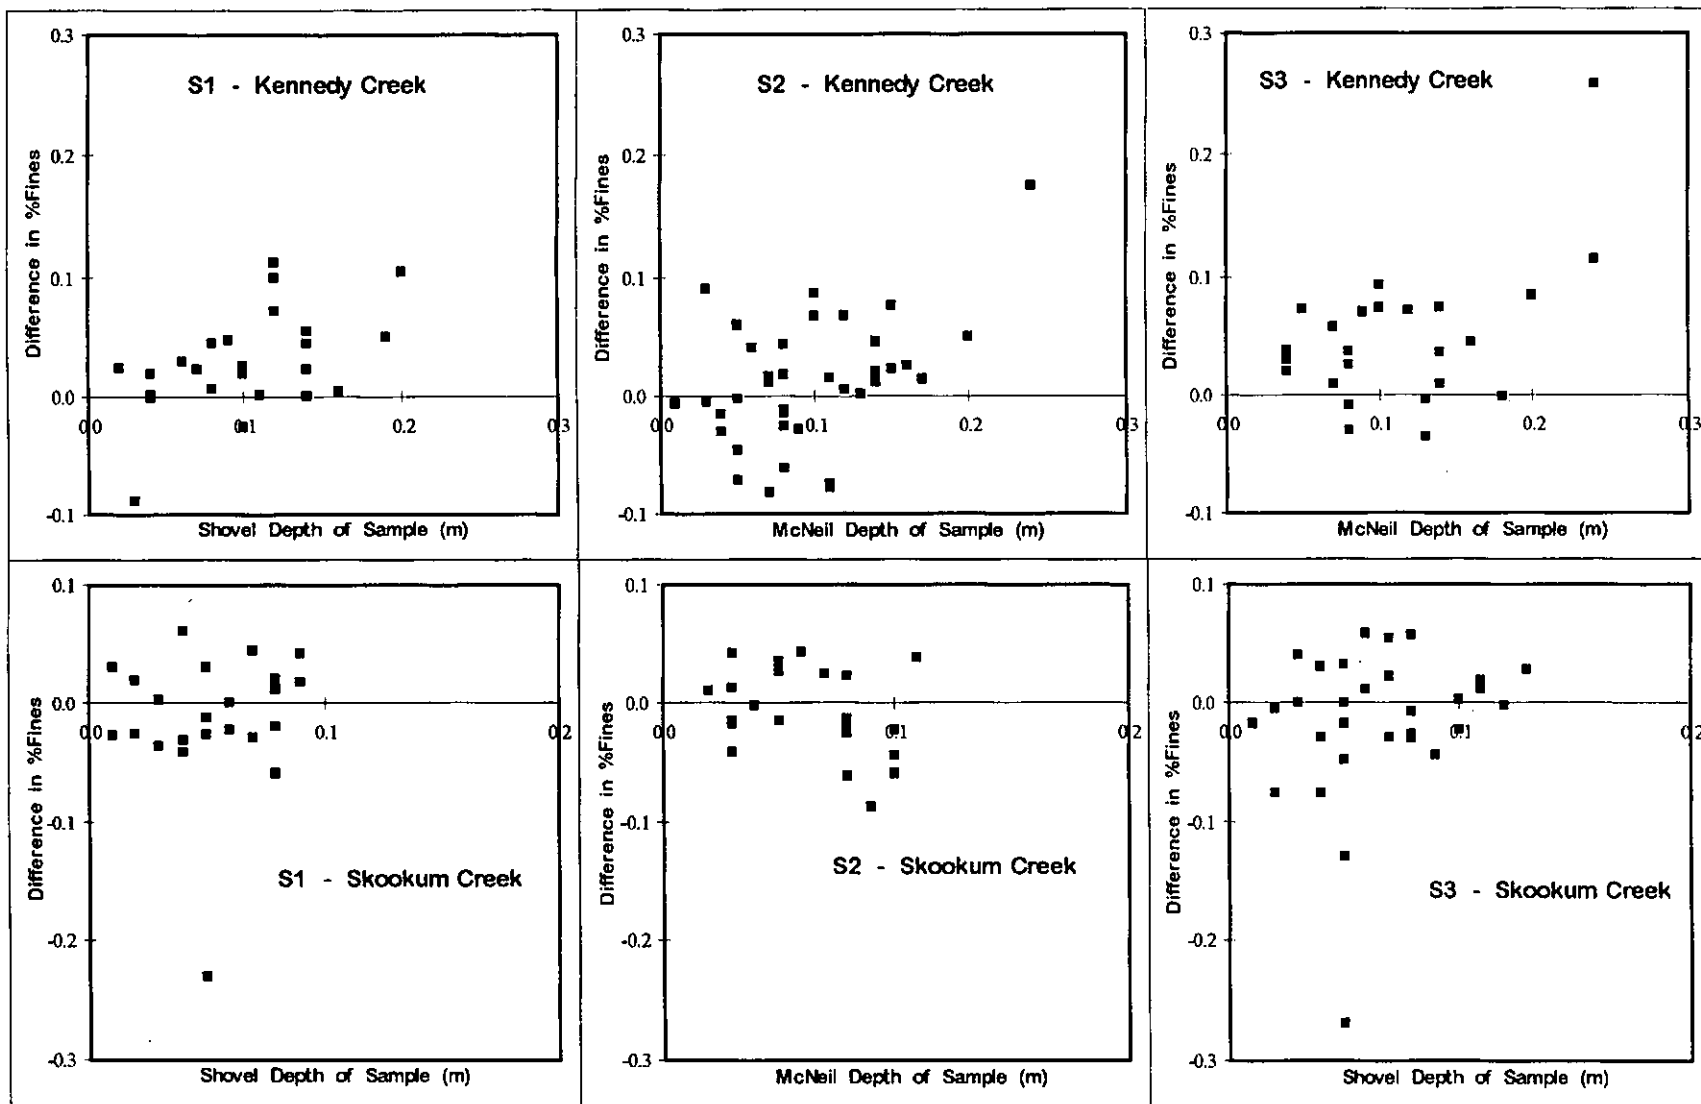 0.3
S1 - Kennedy Creek
0.2
0.1
0.0
0.0
0.1
0.2
0.3
-0.1
Difference in %Fines
Shovel Depth of Sample (m)
0.3
S2 - Kennedy Creek
0.2
0.1
0.0
0.0
0.1
0.2
0.3
-0.1
Difference in %Fines
McNeil Depth of Sample (m)
0.3
S3 - Kennedy Creek
0.2
0.1
0.0
0.0
0.1
0.2
0.3
-0.1
Difference in %Fines
McNeil Depth of Sample (m)
0.1
0.0
0.0
0.1
0.2
-0.1
S1 - Skookum Creek
-0.2
-0.3
Difference in %Fines
Shovel Depth of Sample (m)
0.1
0.0
0.0
0.1
0.2
-0.1
S2 - Skookum Creek
-0.2
-0.3
Difference in %Fines
McNeil Depth of Sample (m)
0.1
0.0
0.0
0.1
0.2
-0.1
S3 - Skookum Creek
-0.2
-0.3
Difference in %Fines
Shovel Depth of Sample (m)